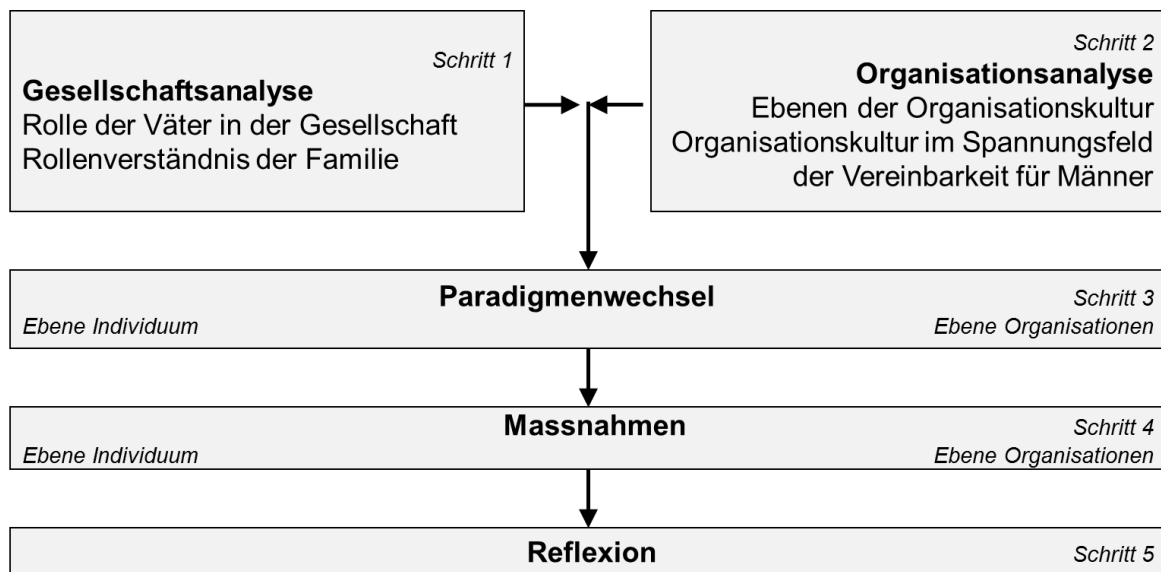 Schritt 1
Gesellschaftsanalyse
Rolle der Väter in der Gesellschaft
Rollenverständnis der Familie
Schritt 2
Organisationsanalyse
Ebenen der Organisationskultur
Organisationskultur im Spannungsfeld
der Vereinbarkeit für Männer
Paradigmenwechsel
Schritt 3
Ebene Individuum
Ebene Organisationen
Massnahmen
Schritt 4
Ebene Individuum
Ebene Organisationen
Reflexion
Schritt 5